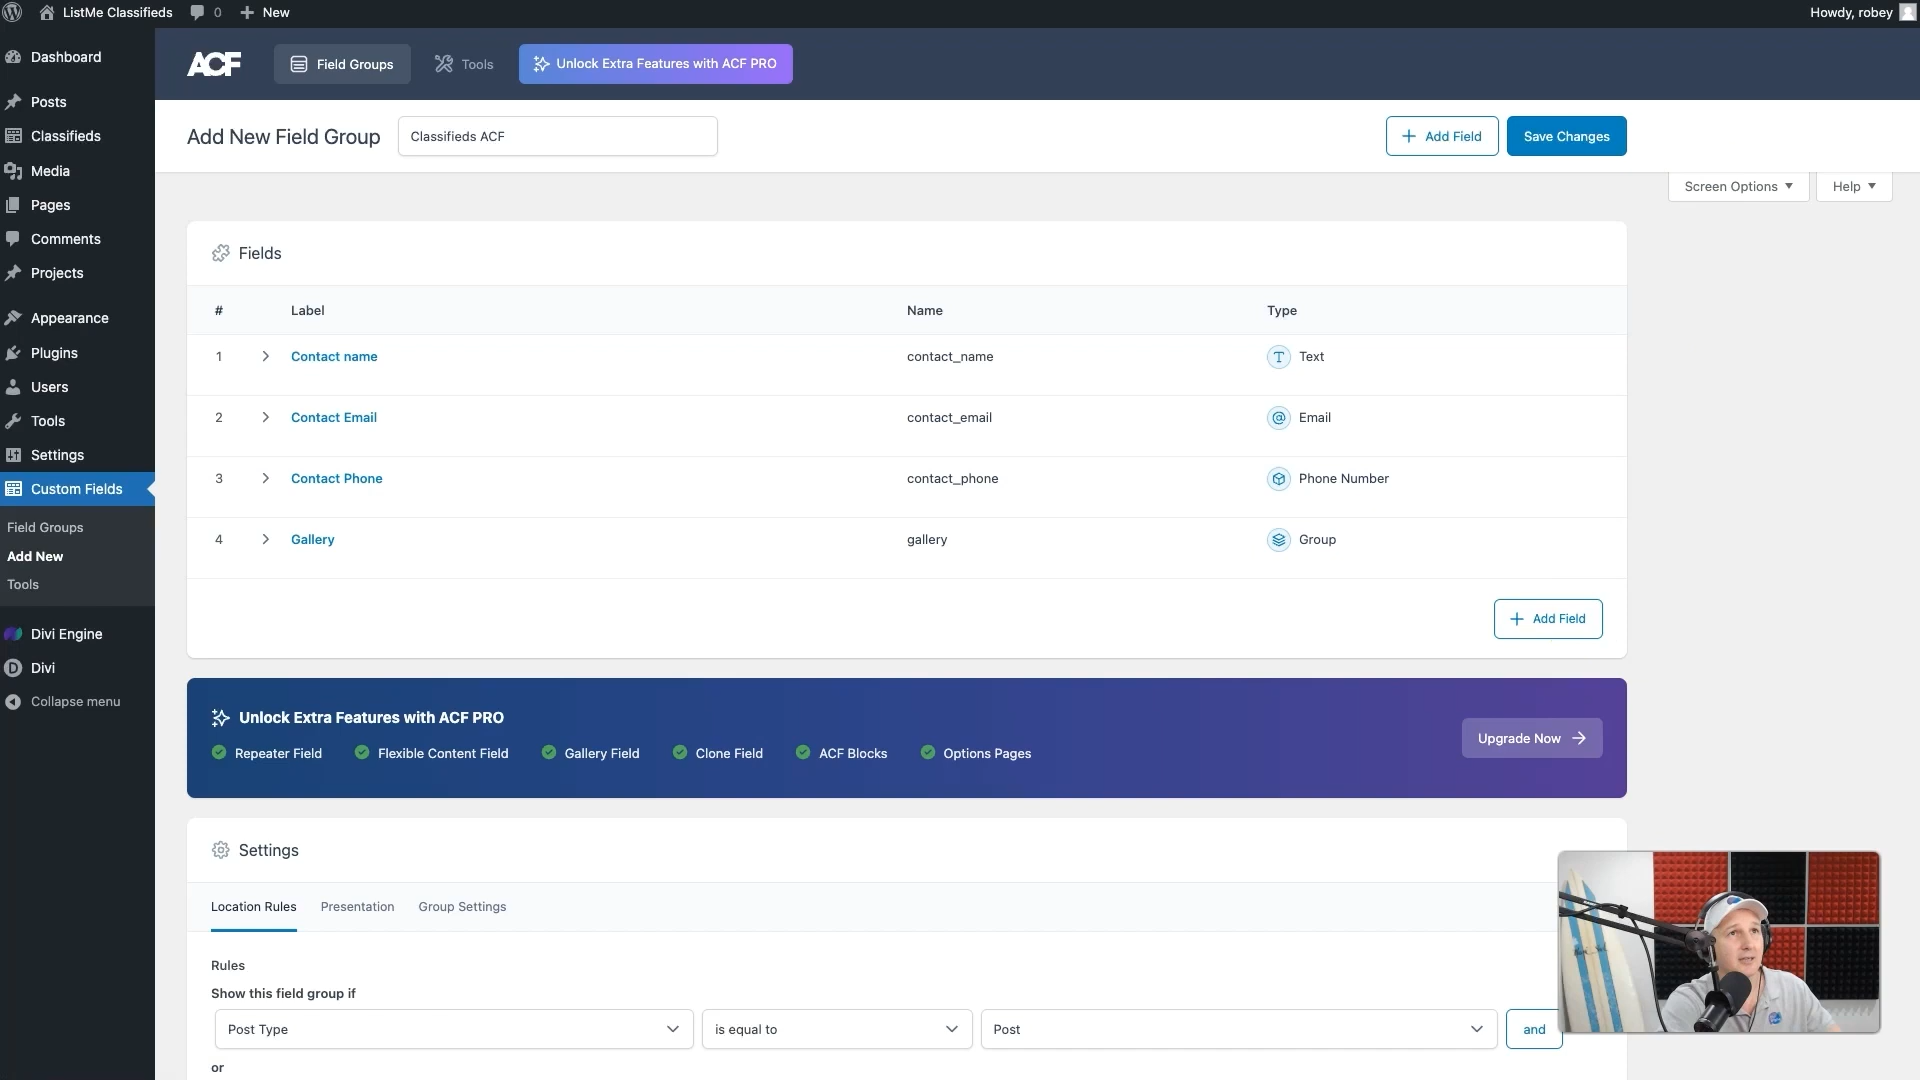 ListMe Classifieds 0 New Howdy, robey
Dashboard
Posts
Classifieds
Media
Pages
Comments
Projects
Appearance
Plugins
Users
Tools
Settings
Custom Fields
Field Groups
Add New
Tools
Divi Engine
Divi
Collapse menu
ACF Field Groups Tools Unlock Extra Features with ACF PRO
Add New Field Group Classifieds ACF Add Field Save Changes
Screen Options Help
Fields
# Label Name Type
1 Contact name contact_name Text
2 Contact Email contact_email Email
3 Contact Phone contact_phone Phone Number
4 Gallery gallery Group
Add Field
Unlock Extra Features with ACF PRO
Repeater Field Flexible Content Field Gallery Field Clone Field ACF Blocks Options Pages
Upgrade Now
Settings
Location Rules Presentation Group Settings
Rules
Show this field group if
Post Type is equal to Post and
or